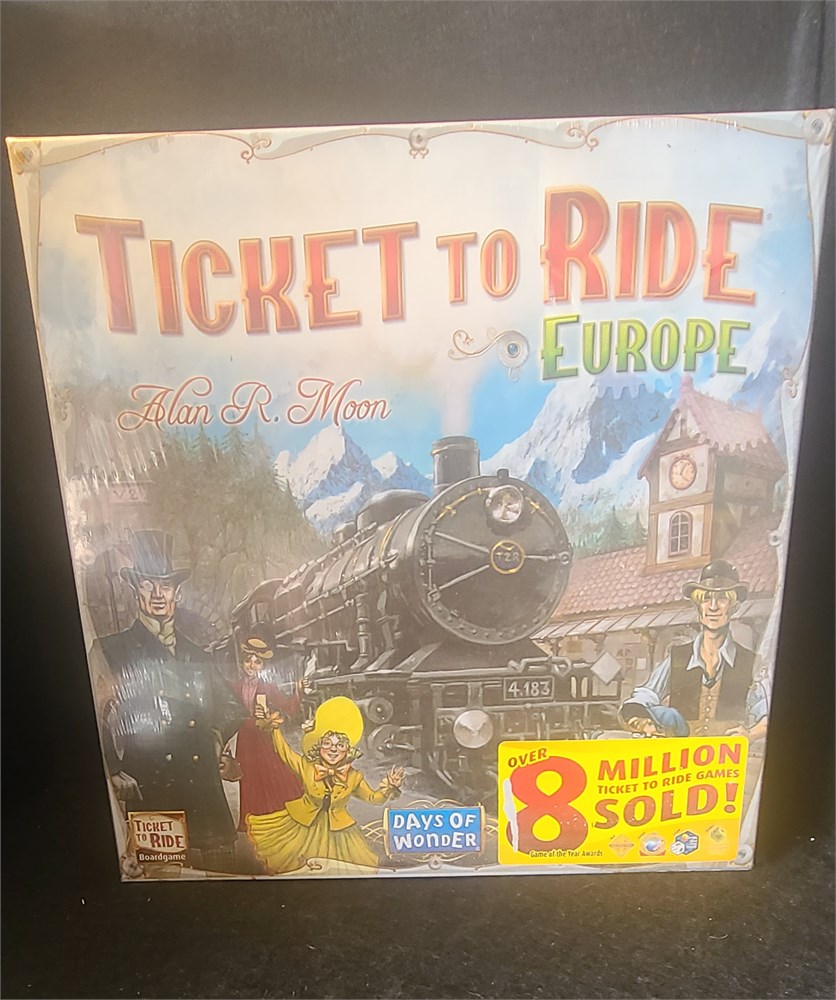 TICKET TO RIDE
EUROPE
Alan R. Moon
T2R
4.183
OVER
8 MILLION
TICKET TO RIDE GAMES
SOLD!
Game of the Year Awards
DAYS OF
WONDER
TICKET
TO RIDE
Boardgame